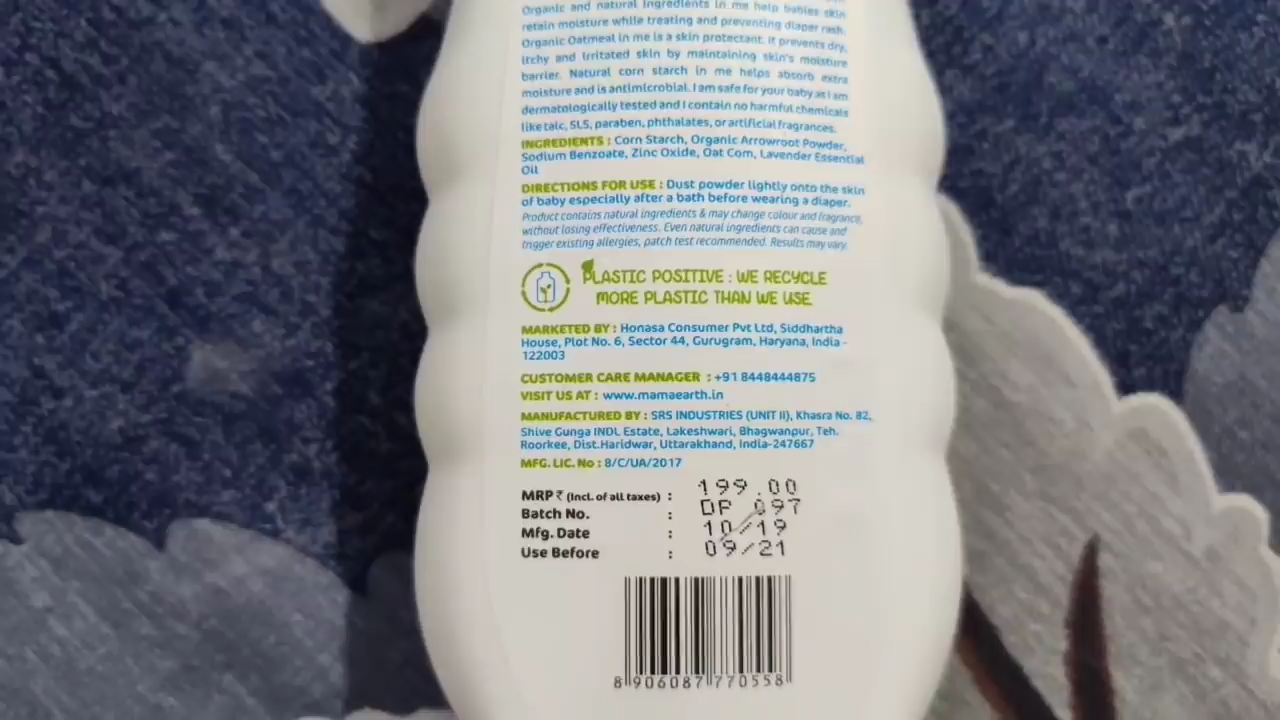 Organic and natural ingredients in me help babies skin
retain moisture while treating and preventing diaper rash.
Organic Oatmeal in me is a skin protectant. It prevents dry,
itchy and irritated skin by maintaining skin's moisture
barrier. Natural corn starch in me helps absorb extra
moisture and is antimicrobial. I am safe for your baby as I am
dermatologically tested and I contain no harmful chemicals
like talc, SLS, paraben, phthalates, or artificial fragrances.
INGREDIENTS : Corn Starch, Organic Arrowroot Powder,
Sodium Benzoate, Zinc Oxide, Oat Com, Lavender Essential
Oil
DIRECTIONS FOR USE : Dust powder lightly onto the skin
of baby especially after a bath before wearing a diaper.
Product contains natural ingredients & may change colour and fragrance,
without losing effectiveness. Even natural ingredients can cause and
trigger existing allergies, patch test recommended. Results may vary.
PLASTIC POSITIVE : WE RECYCLE
MORE PLASTIC THAN WE USE
MARKETED BY : Honasa Consumer Pvt Ltd, Siddhartha
House, Plot No. 6, Sector 44, Gurugram, Haryana, India -
122003
CUSTOMER CARE MANAGER : +91 8448444875
VISIT US AT : www.mamaearth.in
MANUFACTURED BY : SRS INDUSTRIES (UNIT II), Khasra No. 82,
Shive Gunga INDL Estate, Lakeshwari, Bhagwanpur, Teh.
Roorkee, Dist.Haridwar, Uttarakhand, India-247667
MFG. LIC. No : 8/C/UA/2017
MRP ₹ (Incl. of all taxes) : 199.00
Batch No. : DP 097
Mfg. Date : 10/19
Use Before : 09/21
8 906087 770558